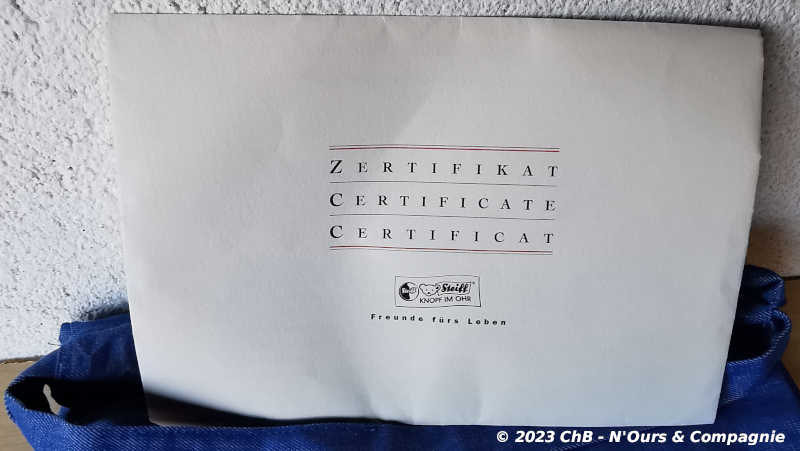 ZERTIFIKAT
CERTIFICATE
CERTIFICAT
Steiff
KNOPF IM OHR
Freunde fürs Leben
© 2023 ChB - N'Ours & Compagnie